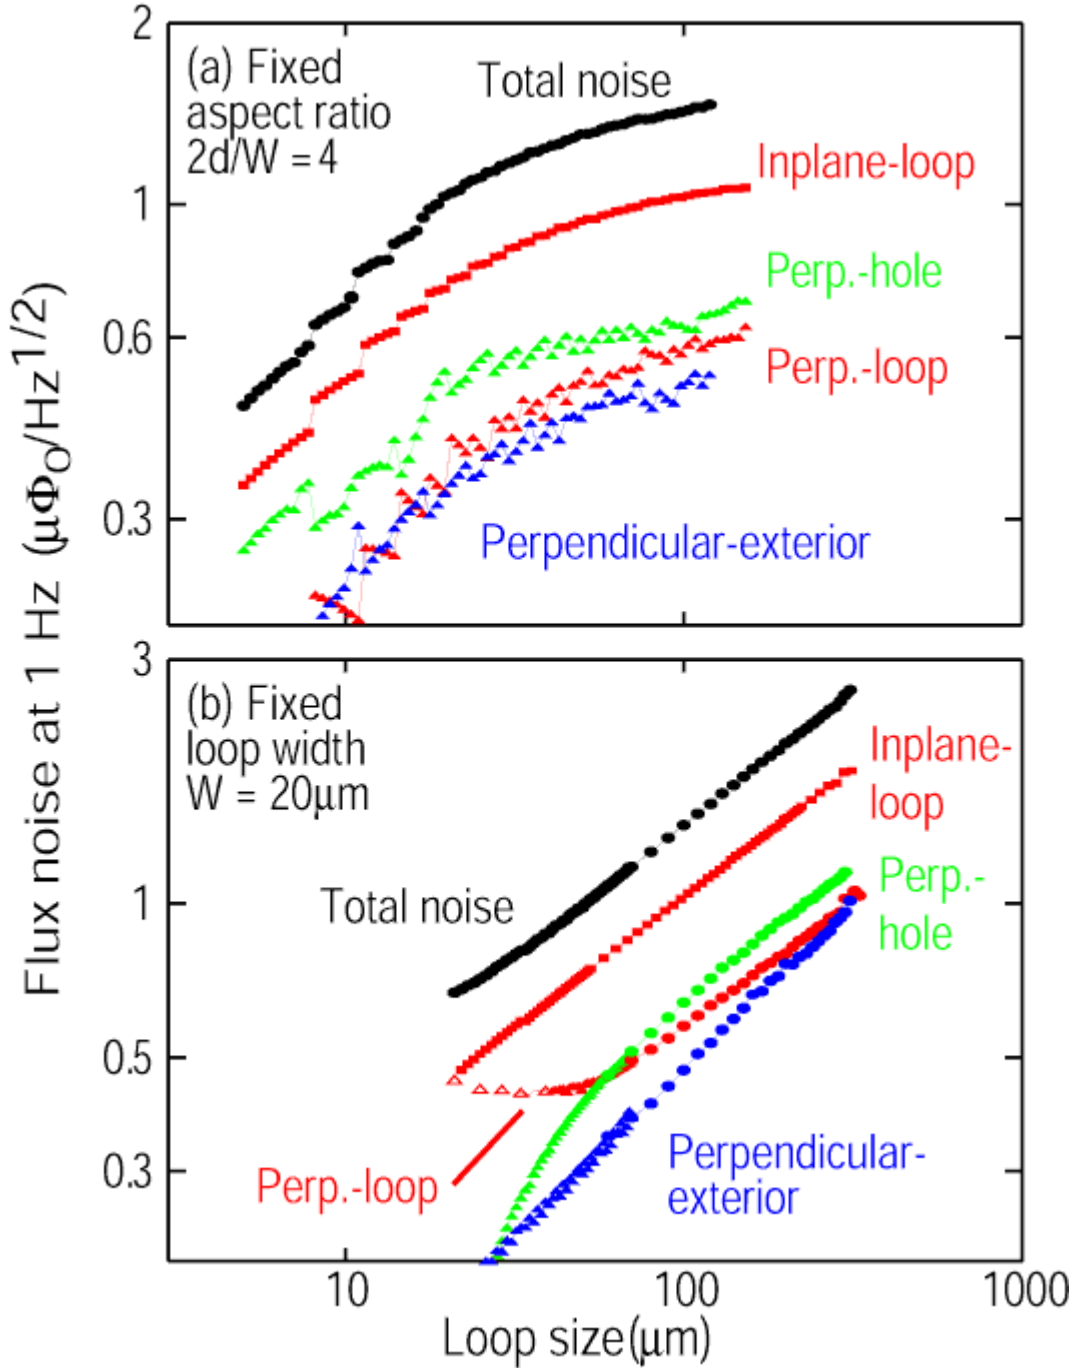 Flux noise at 1 Hz (μΦO/Hz1/2)
2
1
0.6
0.3
(a) Fixed
aspect ratio
2d/W = 4
Total noise
Inplane-loop
Perp.-hole
Perp.-loop
Perpendicular-exterior
3
1
0.5
0.3
(b) Fixed
loop width
W = 20μm
Total noise
Inplane-
loop
Perp.-
hole
Perp.-loop
Perpendicular-
exterior
10
100
1000
Loop size(μm)